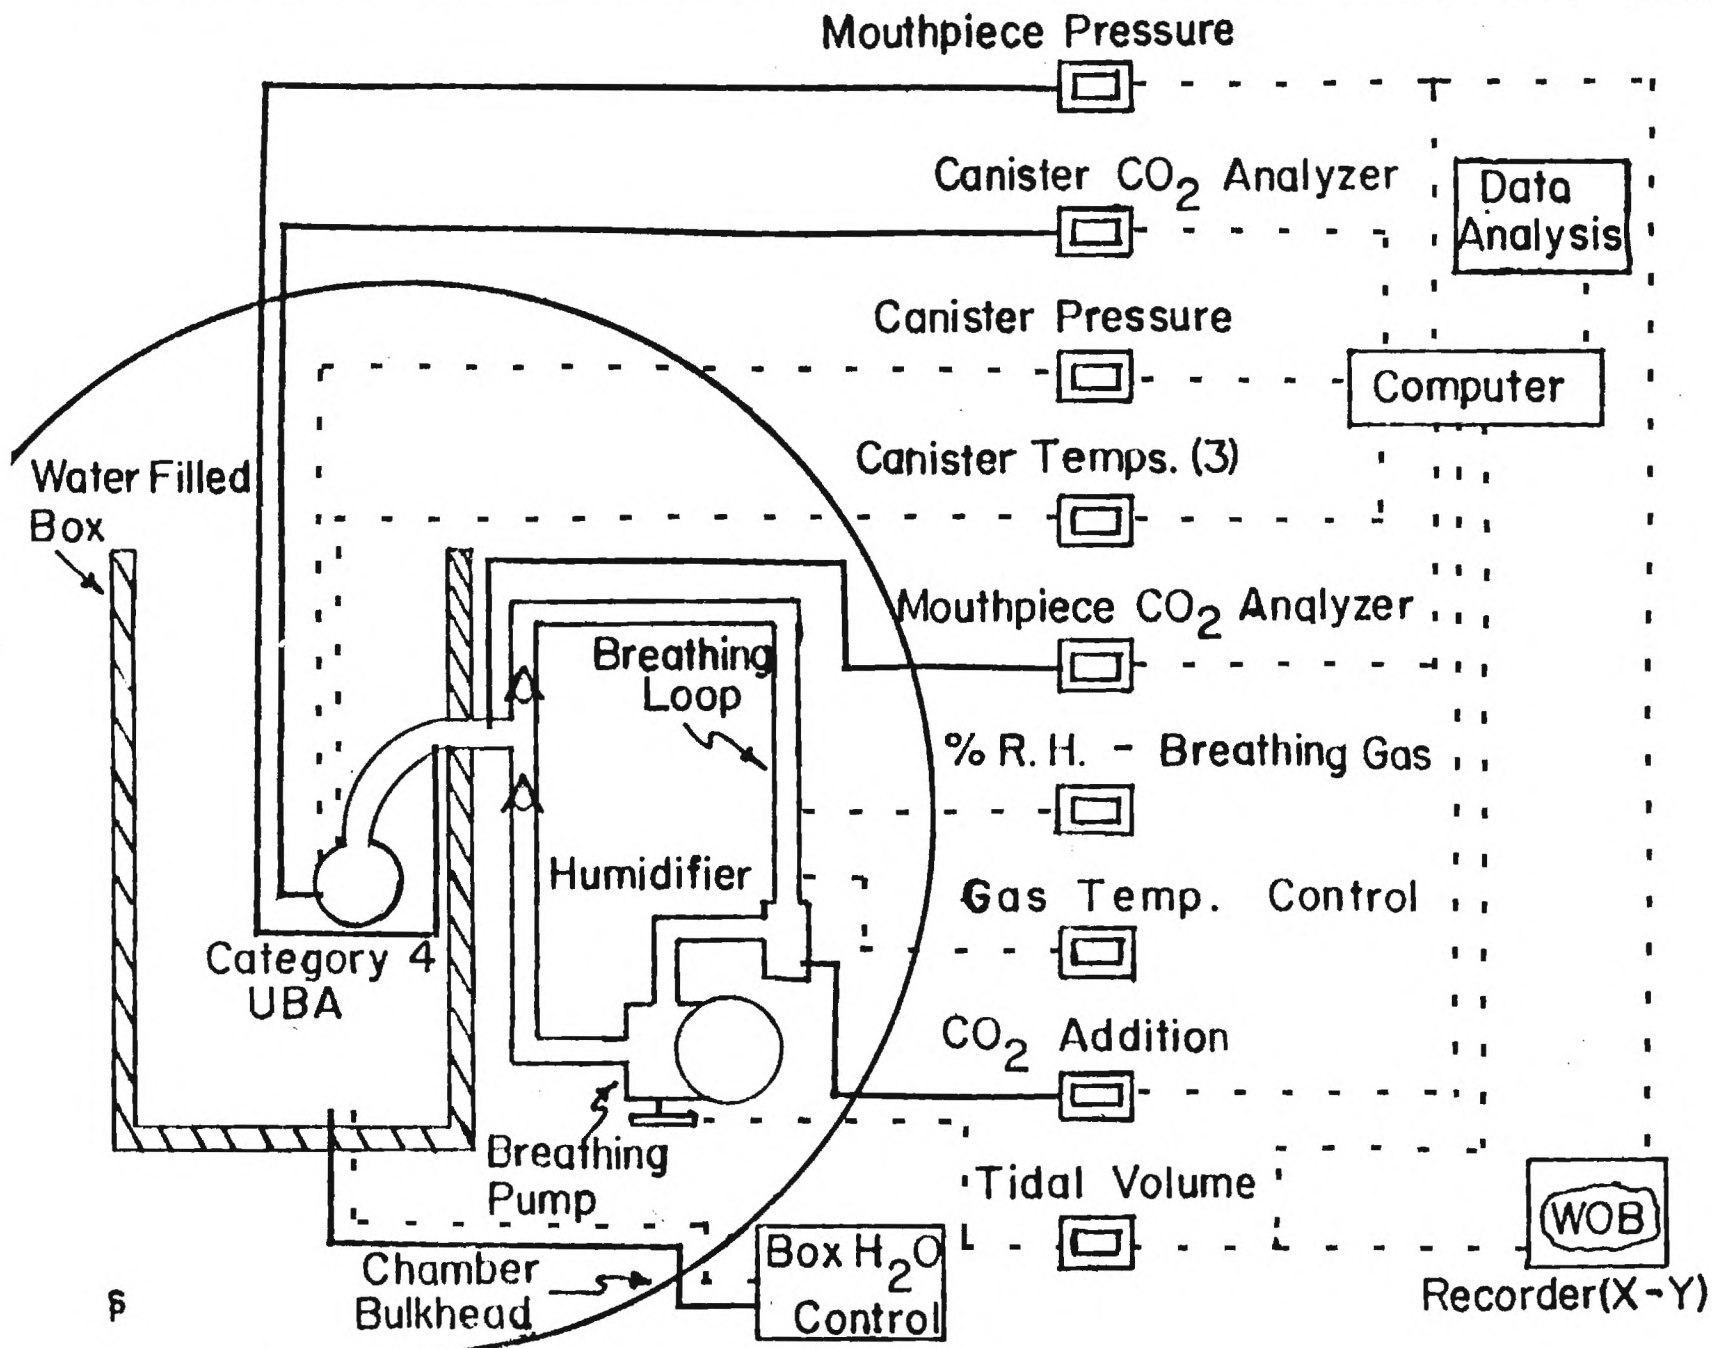 Mouthpiece Pressure
Canister CO2 Analyzer
Data
Analysis
Canister Pressure
Computer
Canister Temps. (3)
Water Filled
Box
Mouthpiece CO2 Analyzer
Breathing
Loop
% R. H. - Breathing Gas
Humidifier
Gas Temp. Control
Category 4
UBA
CO2 Addition
Breathing
Pump
Tidal Volume
WOB
Recorder (X-Y)
Box H2O
Control
Chamber
Bulkhead